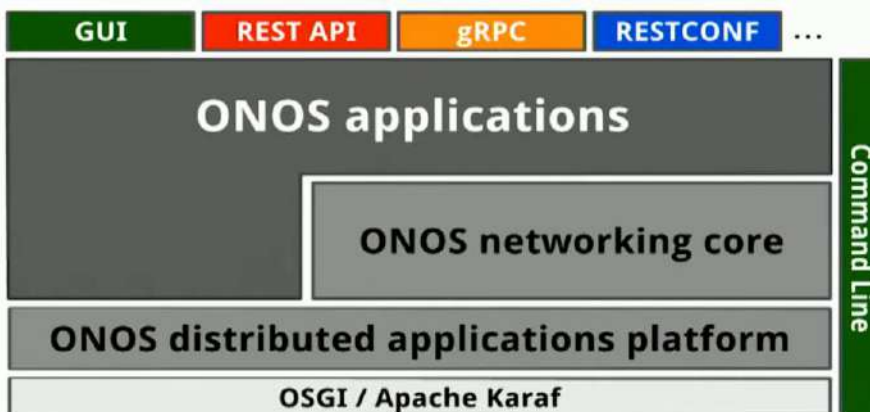 GUI
REST API
gRPC
RESTCONF
...
ONOS applications
ONOS networking core
Command Line
ONOS distributed applications platform
OSGI / Apache Karaf